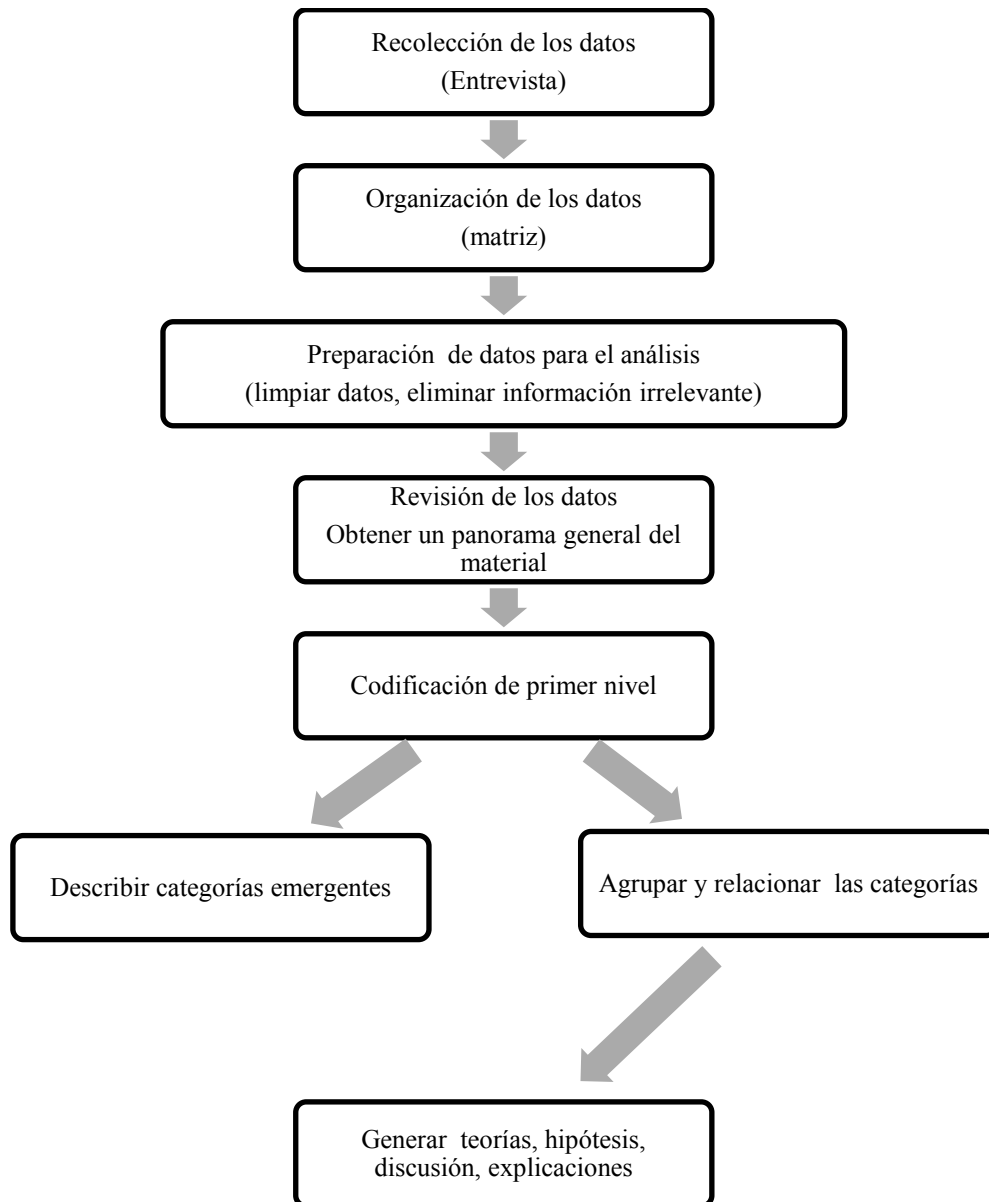 Recolección de los datos
(Entrevista)
Organización de los datos
(matriz)
Preparación  de datos para el análisis
(limpiar datos, eliminar información irrelevante)
Revisión de los datos
Obtener un panorama general del
material
Codificación de primer nivel
Describir categorías emergentes
Agrupar y relacionar  las categorías
Generar  teorías, hipótesis,
discusión, explicaciones